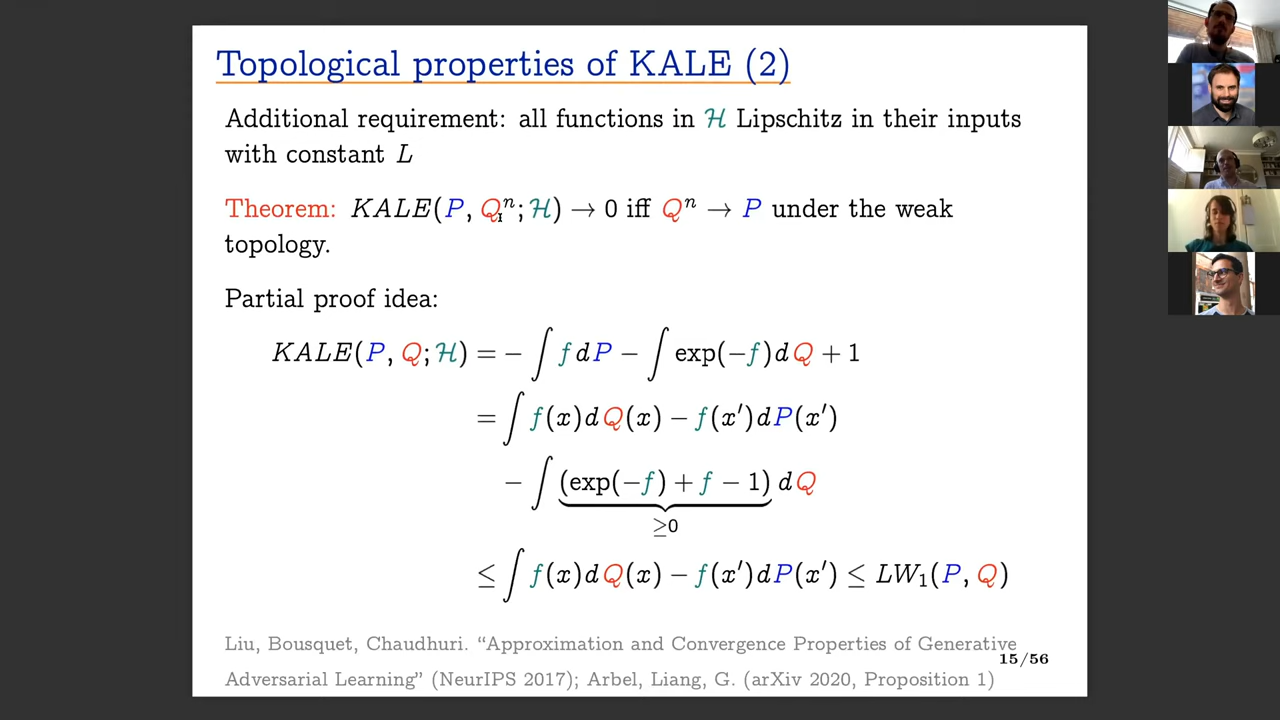 Topological properties of KALE (2)
Additional requirement: all functions in ℋ Lipschitz in their inputs
with constant L
Theorem: KALE(P, Qⁿ; ℋ) → 0 iff Qⁿ → P under the weak
topology.
Partial proof idea:
KALE(P, Q; ℋ) = − ∫ f dP − ∫ exp(−f)dQ + 1
= ∫ f(x)dQ(x) − f(x′)dP(x′)
− ∫ (exp(−f) + f − 1) dQ
≥0
≤ ∫ f(x)dQ(x) − f(x′)dP(x′) ≤ LW₁(P, Q)
Liu, Bousquet, Chaudhuri. “Approximation and Convergence Properties of Generative
15/56
Adversarial Learning” (NeurIPS 2017); Arbel, Liang, G. (arXiv 2020, Proposition 1)